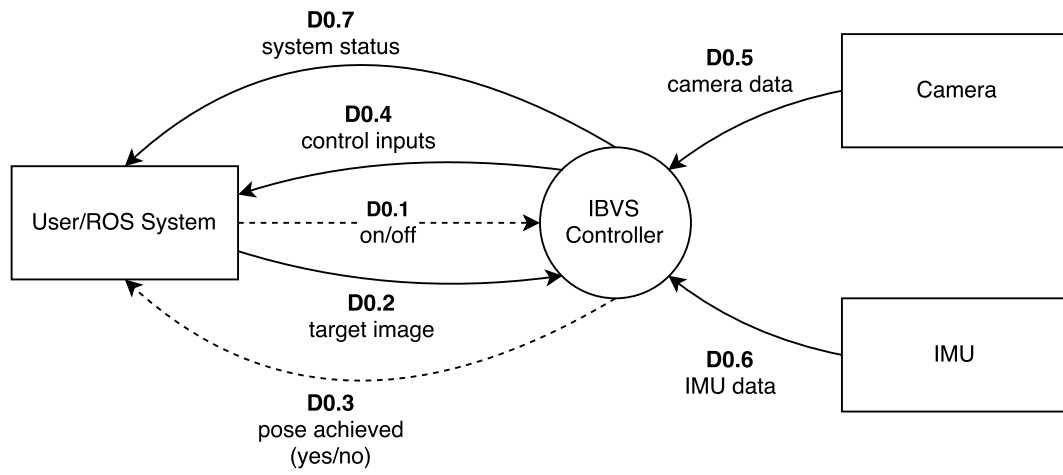 D0.7
system status
D0.5
camera data
Camera
D0.4
control inputs
User/ROS System
D0.1
on/off
IBVS
Controller
D0.2
target image
D0.6
IMU data
IMU
D0.3
pose achieved
(yes/no)